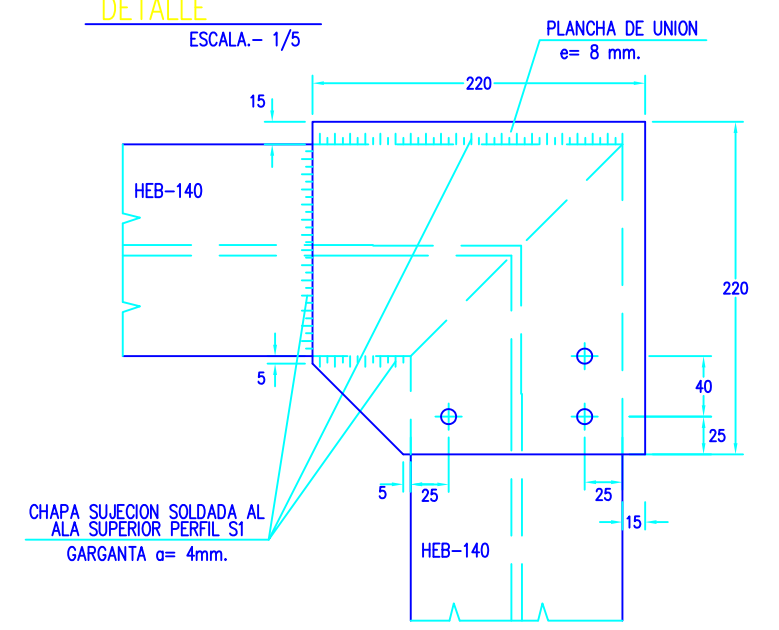 DETALLE
ESCALA.- 1/5
PLANCHA DE UNION
e= 8 mm.
220
15
HEB-140
220
5
40
25
5
25
25
15
CHAPA SUJECION SOLDADA AL
ALA SUPERIOR PERFIL S1
GARGANTA a= 4mm.
HEB-140